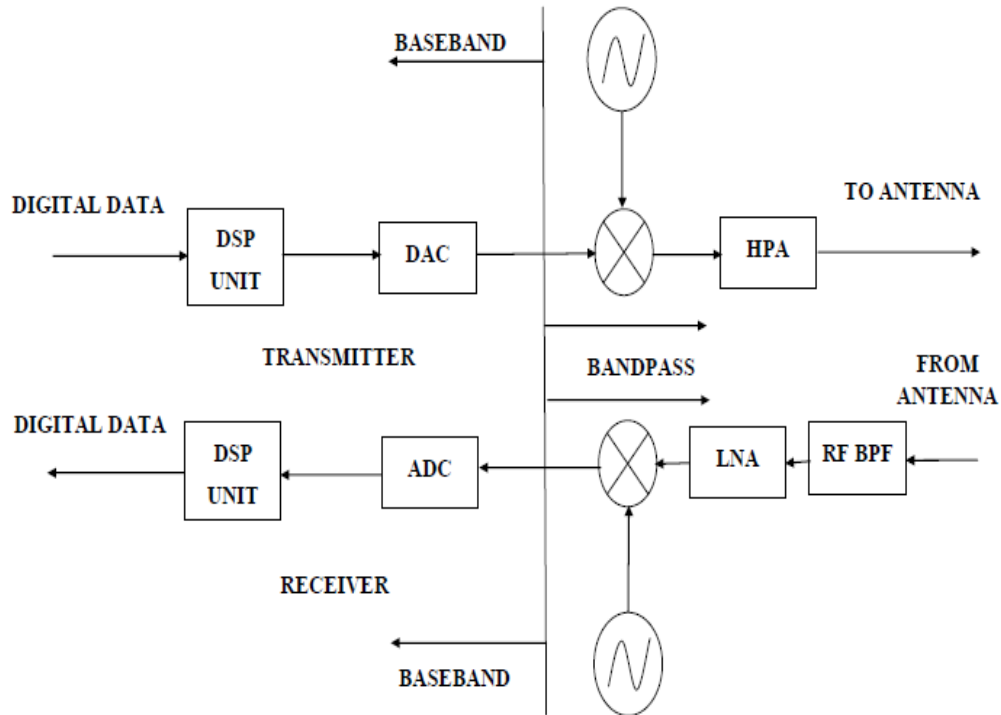 BASEBAND
DIGITAL DATA
TO ANTENNA
DSP
UNIT
DAC
HPA
TRANSMITTER
BANDPASS
FROM
ANTENNA
DIGITAL DATA
DSP
UNIT
ADC
LNA
RF BPF
RECEIVER
BASEBAND